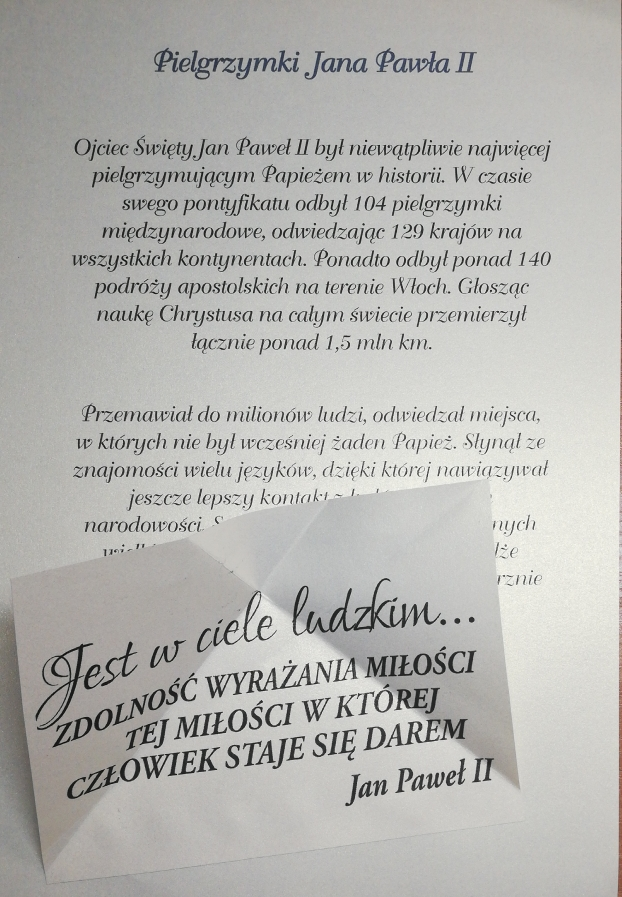 Pielgrzymki Jana Pawła II
Ojciec Święty Jan Paweł II był niewątpliwie najwięcej
pielgrzymującym Papieżem w historii. W czasie
swego pontyfikatu odbył 104 pielgrzymki
międzynarodowe, odwiedzając 129 krajów na
wszystkich kontynentach. Ponadto odbył ponad 140
podróży apostolskich na terenie Włoch. Głosząc
naukę Chrystusa na całym świecie przemierzył
łącznie ponad 1,5 mln km.
Przemawiał do milionów ludzi, odwiedzał miejsca,
w których nie był wcześniej żaden Papież. Słynął ze
znajomości wielu języków, dzięki której nawiązywał
jeszcze lepszy kontakt z
narodowości.
Jest w ciele ludzkim...
ZDOLNOŚĆ WYRAŻANIA MIŁOŚCI
TEJ MIŁOŚCI W KTÓREJ
CZŁOWIEK STAJE SIĘ DAREM
Jan Paweł II